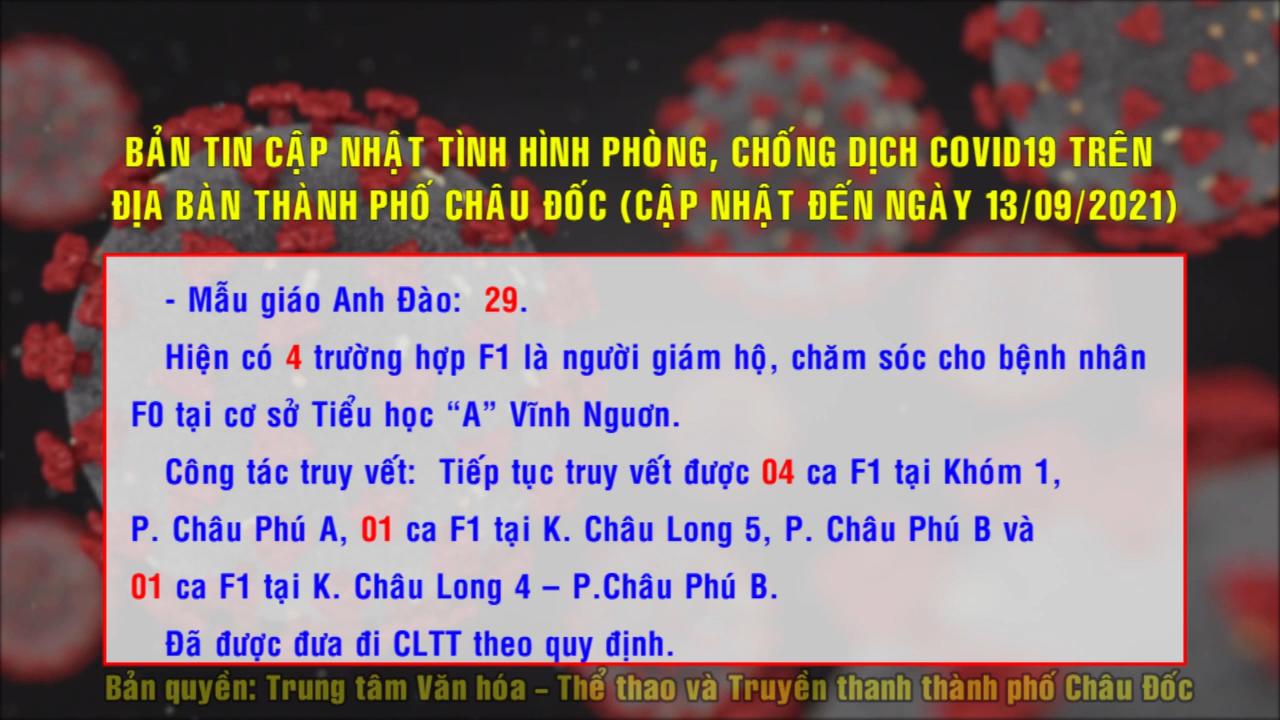 BẢN TIN CẬP NHẬT TÌNH HÌNH PHÒNG, CHỐNG DỊCH COVID19 TRÊN
ĐỊA BÀN THÀNH PHỐ CHÂU ĐỐC (CẬP NHẬT ĐẾN NGÀY 13/09/2021)
- Mẫu giáo Anh Đào: 29.
Hiện có 4 trường hợp F1 là người giám hộ, chăm sóc cho bệnh nhân
F0 tại cơ sở Tiểu học “A” Vĩnh Nguơn.
Công tác truy vết: Tiếp tục truy vết được 04 ca F1 tại Khóm 1,
P. Châu Phú A, 01 ca F1 tại K. Châu Long 5, P. Châu Phú B và
01 ca F1 tại K. Châu Long 4 – P.Châu Phú B.
Đã được đưa đi CLTT theo quy định.
Bản quyền: Trung tâm Văn hóa – Thể thao và Truyền thanh thành phố Châu Đốc